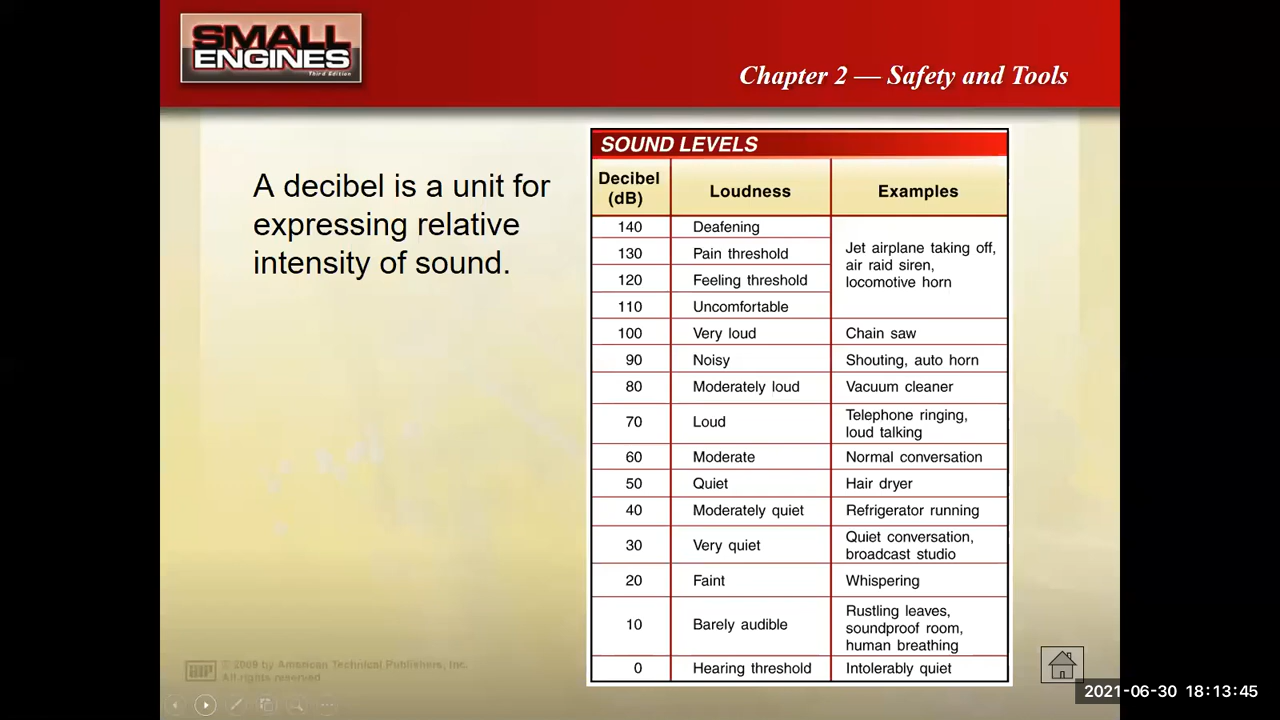 SMALL
ENGINES
Third Edition
Chapter 2 — Safety and Tools
A decibel is a unit for
expressing relative
intensity of sound.
SOUND LEVELS
Decibel
(dB)
Loudness
Examples
140 Deafening
130 Pain threshold
120 Feeling threshold
110 Uncomfortable
Jet airplane taking off,
air raid siren,
locomotive horn
100 Very loud Chain saw
90 Noisy Shouting, auto horn
80 Moderately loud Vacuum cleaner
70 Loud Telephone ringing,
loud talking
60 Moderate Normal conversation
50 Quiet Hair dryer
40 Moderately quiet Refrigerator running
30 Very quiet Quiet conversation,
broadcast studio
20 Faint Whispering
10 Barely audible Rustling leaves,
soundproof room,
human breathing
0 Hearing threshold Intolerably quiet
© 2009 by American Technical Publishers, Inc.
All rights reserved
2021-06-30 18:13:45